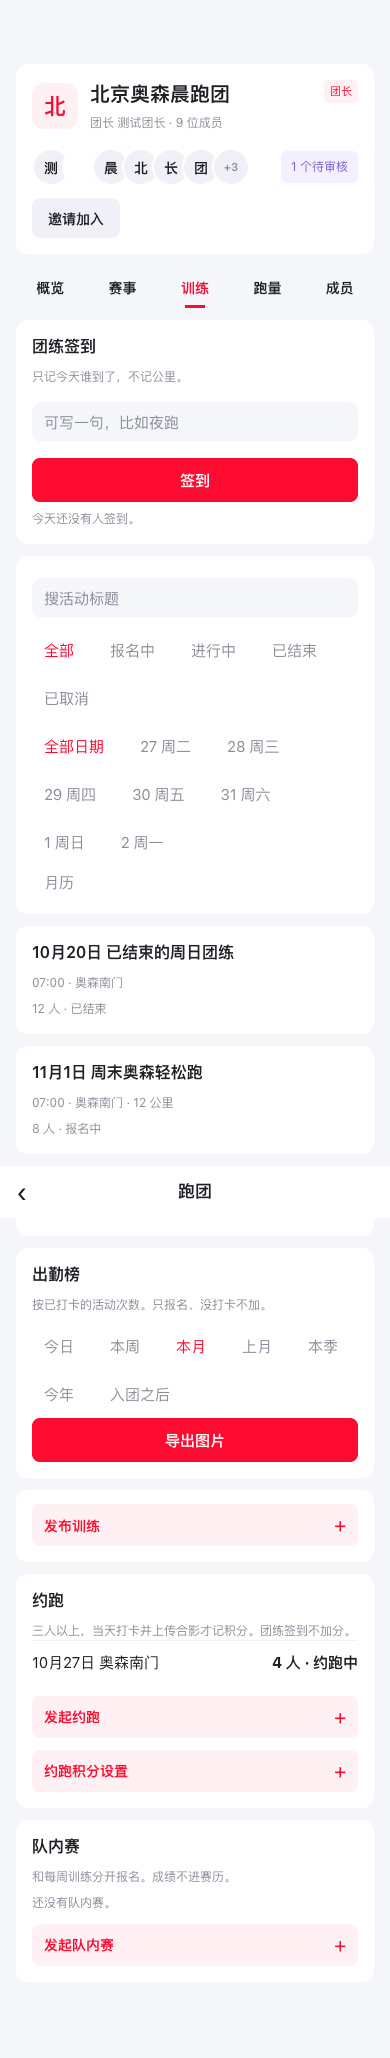 北
北京奥森晨跑团
团长
团长 测试团长 · 9 位成员
测 晨 北 长 团 +3
1 个待审核
邀请加入
概览 赛事 训练 跑量 成员
团练签到
只记今天谁到了，不记公里。
可写一句，比如夜跑
签到
今天还没有人签到。
搜活动标题
全部 报名中 进行中 已结束
已取消
全部日期 27 周二 28 周三
29 周四 30 周五 31 周六
1 周日 2 周一
月历
10月20日 已结束的周日团练
07:00 · 奥森南门
12 人 · 已结束
11月1日 周末奥森轻松跑
07:00 · 奥森南门 · 12 公里
8 人 · 报名中
‹ 跑团
出勤榜
按已打卡的活动次数。只报名、没打卡不加。
今日 本周 本月 上月 本季
今年 入团之后
导出图片
发布训练 +
约跑
三人以上，当天打卡并上传合影才记积分。团练签到不加分。
10月27日 奥森南门 4 人 · 约跑中
发起约跑 +
约跑积分设置 +
队内赛
和每周训练分开报名。成绩不进赛历。
还没有队内赛。
发起队内赛 +